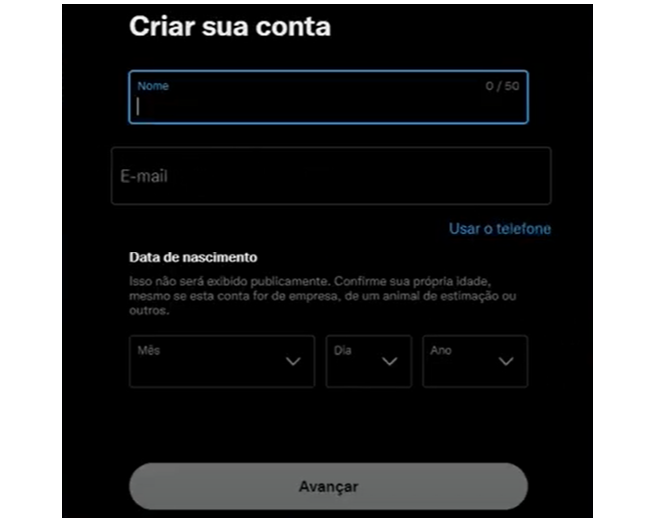 Criar sua conta
Nome 0 / 50
E-mail
Usar o telefone
Data de nascimento
Isso não será exibido publicamente. Confirme sua própria idade,
mesmo se esta conta for de empresa, de um animal de estimação ou
outros.
Mês Dia Ano
Avançar